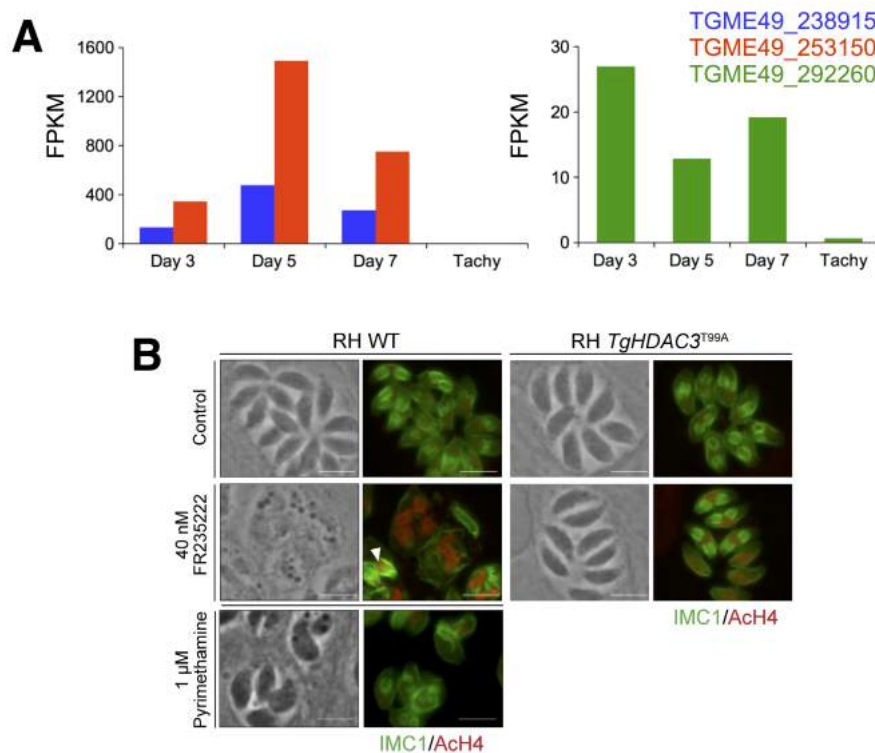 A
TGME49_238915
TGME49_253150
TGME49_292260
FPKM
1600
1200
800
400
0
Day 3 Day 5 Day 7 Tachy
FPKM
30
20
10
0
Day 3 Day 5 Day 7 Tachy
B
RH WT
RH TgHDAC3T99A
Control
40 nM
FR235222
1 µM
Pyrimethamine
IMC1/AcH4
IMC1/AcH4